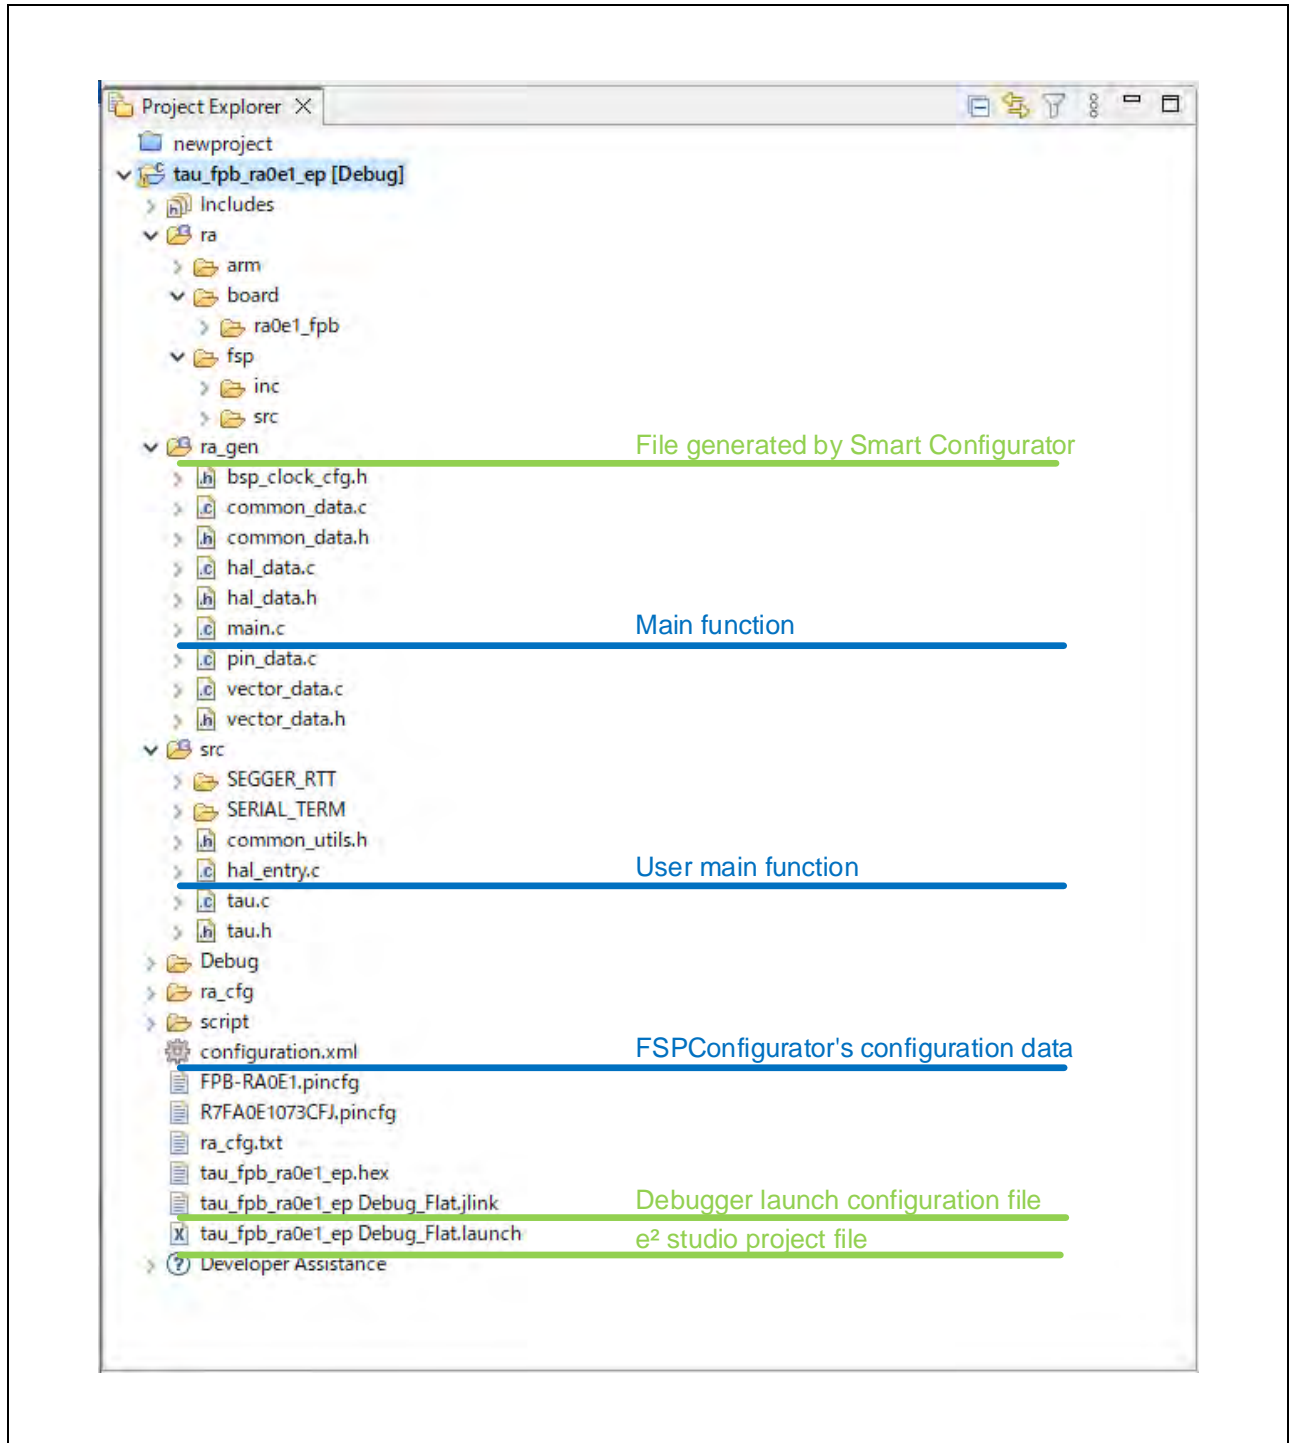 Project Explorer
newproject
tau_fpb_ra0e1_ep [Debug]
Includes
ra
arm
board
ra0e1_fpb
fsp
inc
src
ra_gen File generated by Smart Configurator
bsp_clock_cfg.h
common_data.c
common_data.h
hal_data.c
hal_data.h
main.c Main function
pin_data.c
vector_data.c
vector_data.h
src
SEGGER_RTT
SERIAL_TERM
common_utils.h
hal_entry.c User main function
tau.c
tau.h
Debug
ra_cfg
script
configuration.xml FSPConfigurator's configuration data
FPB-RA0E1.pincfg
R7FA0E1073CFJ.pincfg
ra_cfg.txt
tau_fpb_ra0e1_ep.hex
tau_fpb_ra0e1_ep Debug_Flat.jlink Debugger launch configuration file
tau_fpb_ra0e1_ep Debug_Flat.launch e² studio project file
Developer Assistance